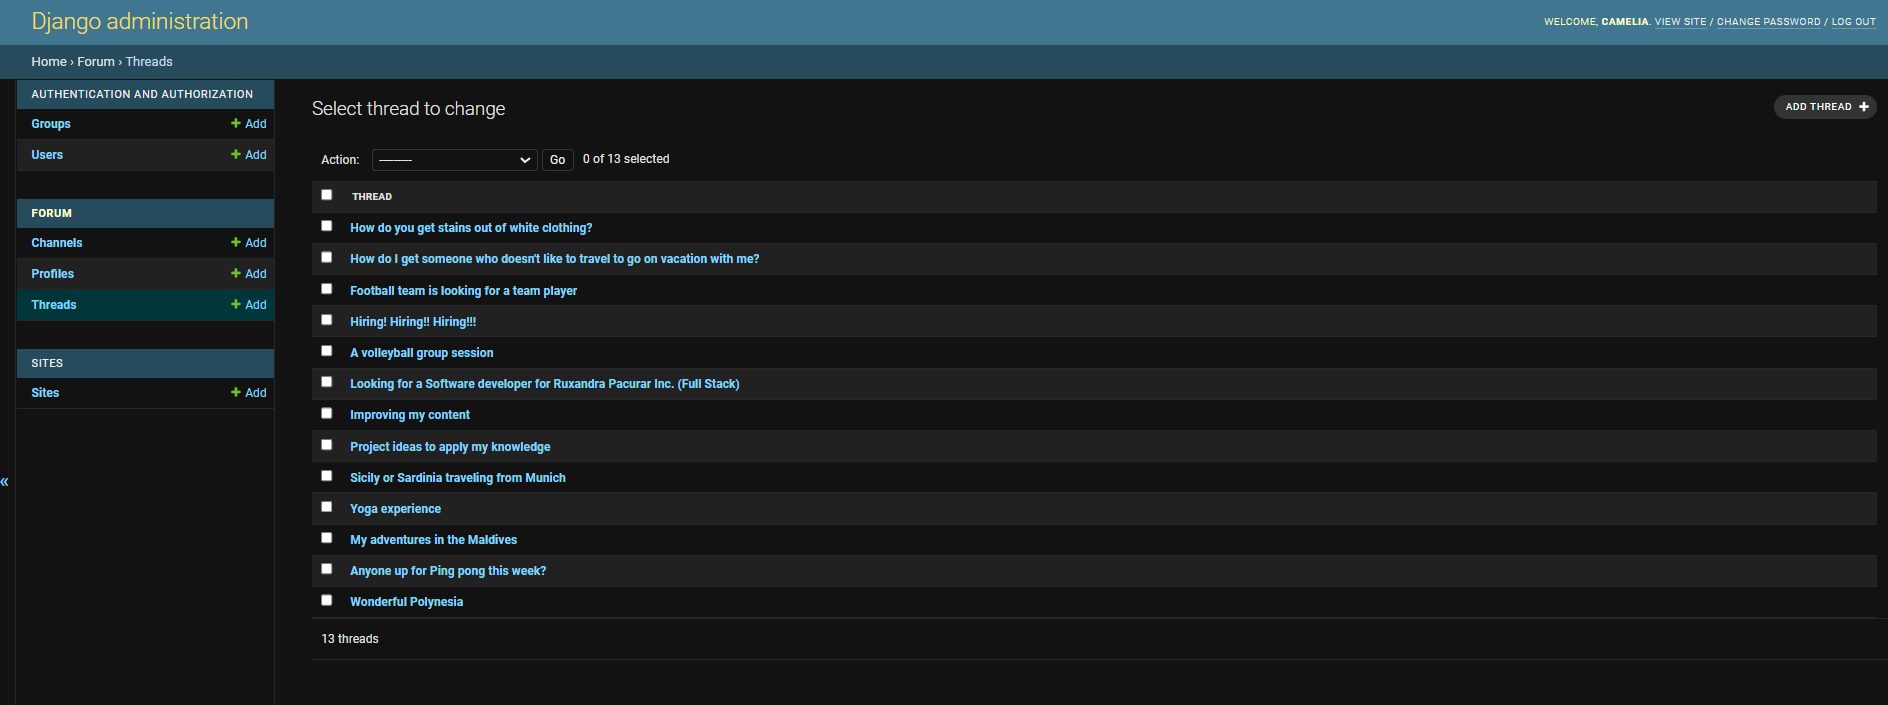 Django administration
WELCOME, CAMELIA. VIEW SITE / CHANGE PASSWORD / LOG OUT
Home › Forum › Threads
AUTHENTICATION AND AUTHORIZATION
Groups + Add
Users + Add
FORUM
Channels + Add
Profiles + Add
Threads + Add
SITES
Sites + Add
«
Select thread to change
ADD THREAD +
Action: --------- Go 0 of 13 selected
THREAD
How do you get stains out of white clothing?
How do I get someone who doesn't like to travel to go on vacation with me?
Football team is looking for a team player
Hiring! Hiring!! Hiring!!!
A volleyball group session
Looking for a Software developer for Ruxandra Pacurar Inc. (Full Stack)
Improving my content
Project ideas to apply my knowledge
Sicily or Sardinia traveling from Munich
Yoga experience
My adventures in the Maldives
Anyone up for Ping pong this week?
Wonderful Polynesia
13 threads